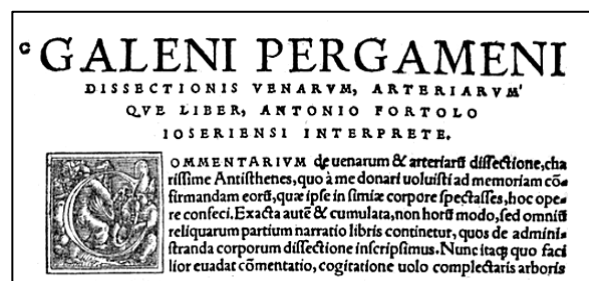 G GALENI PERGAMENI
DISSECTIONIS VENARVM, ARTERIARVM'
QVE LIBER, ANTONIO FORTOLO
IOSERIENSI INTERPRETE.
COMMENTARIVM de uenarum & arteriarũ dissectione, cha
rissime Antisthenes, quo à me donari uoluisti ad memoriam cõ=
firmandam eorũ, quæ ipse in simiæ corpore spectasses, hoc ope=
re confeci. Exacta autẽ & cumulata, non horũ modo, sed omniũ
reliquarum partium narratio libris continetur, quos de admini=
stranda corporum dissectione inscripsimus. Nunc itaq; quo faci
lior euadat cõmentatio, cogitatione uolo complectaris arboris